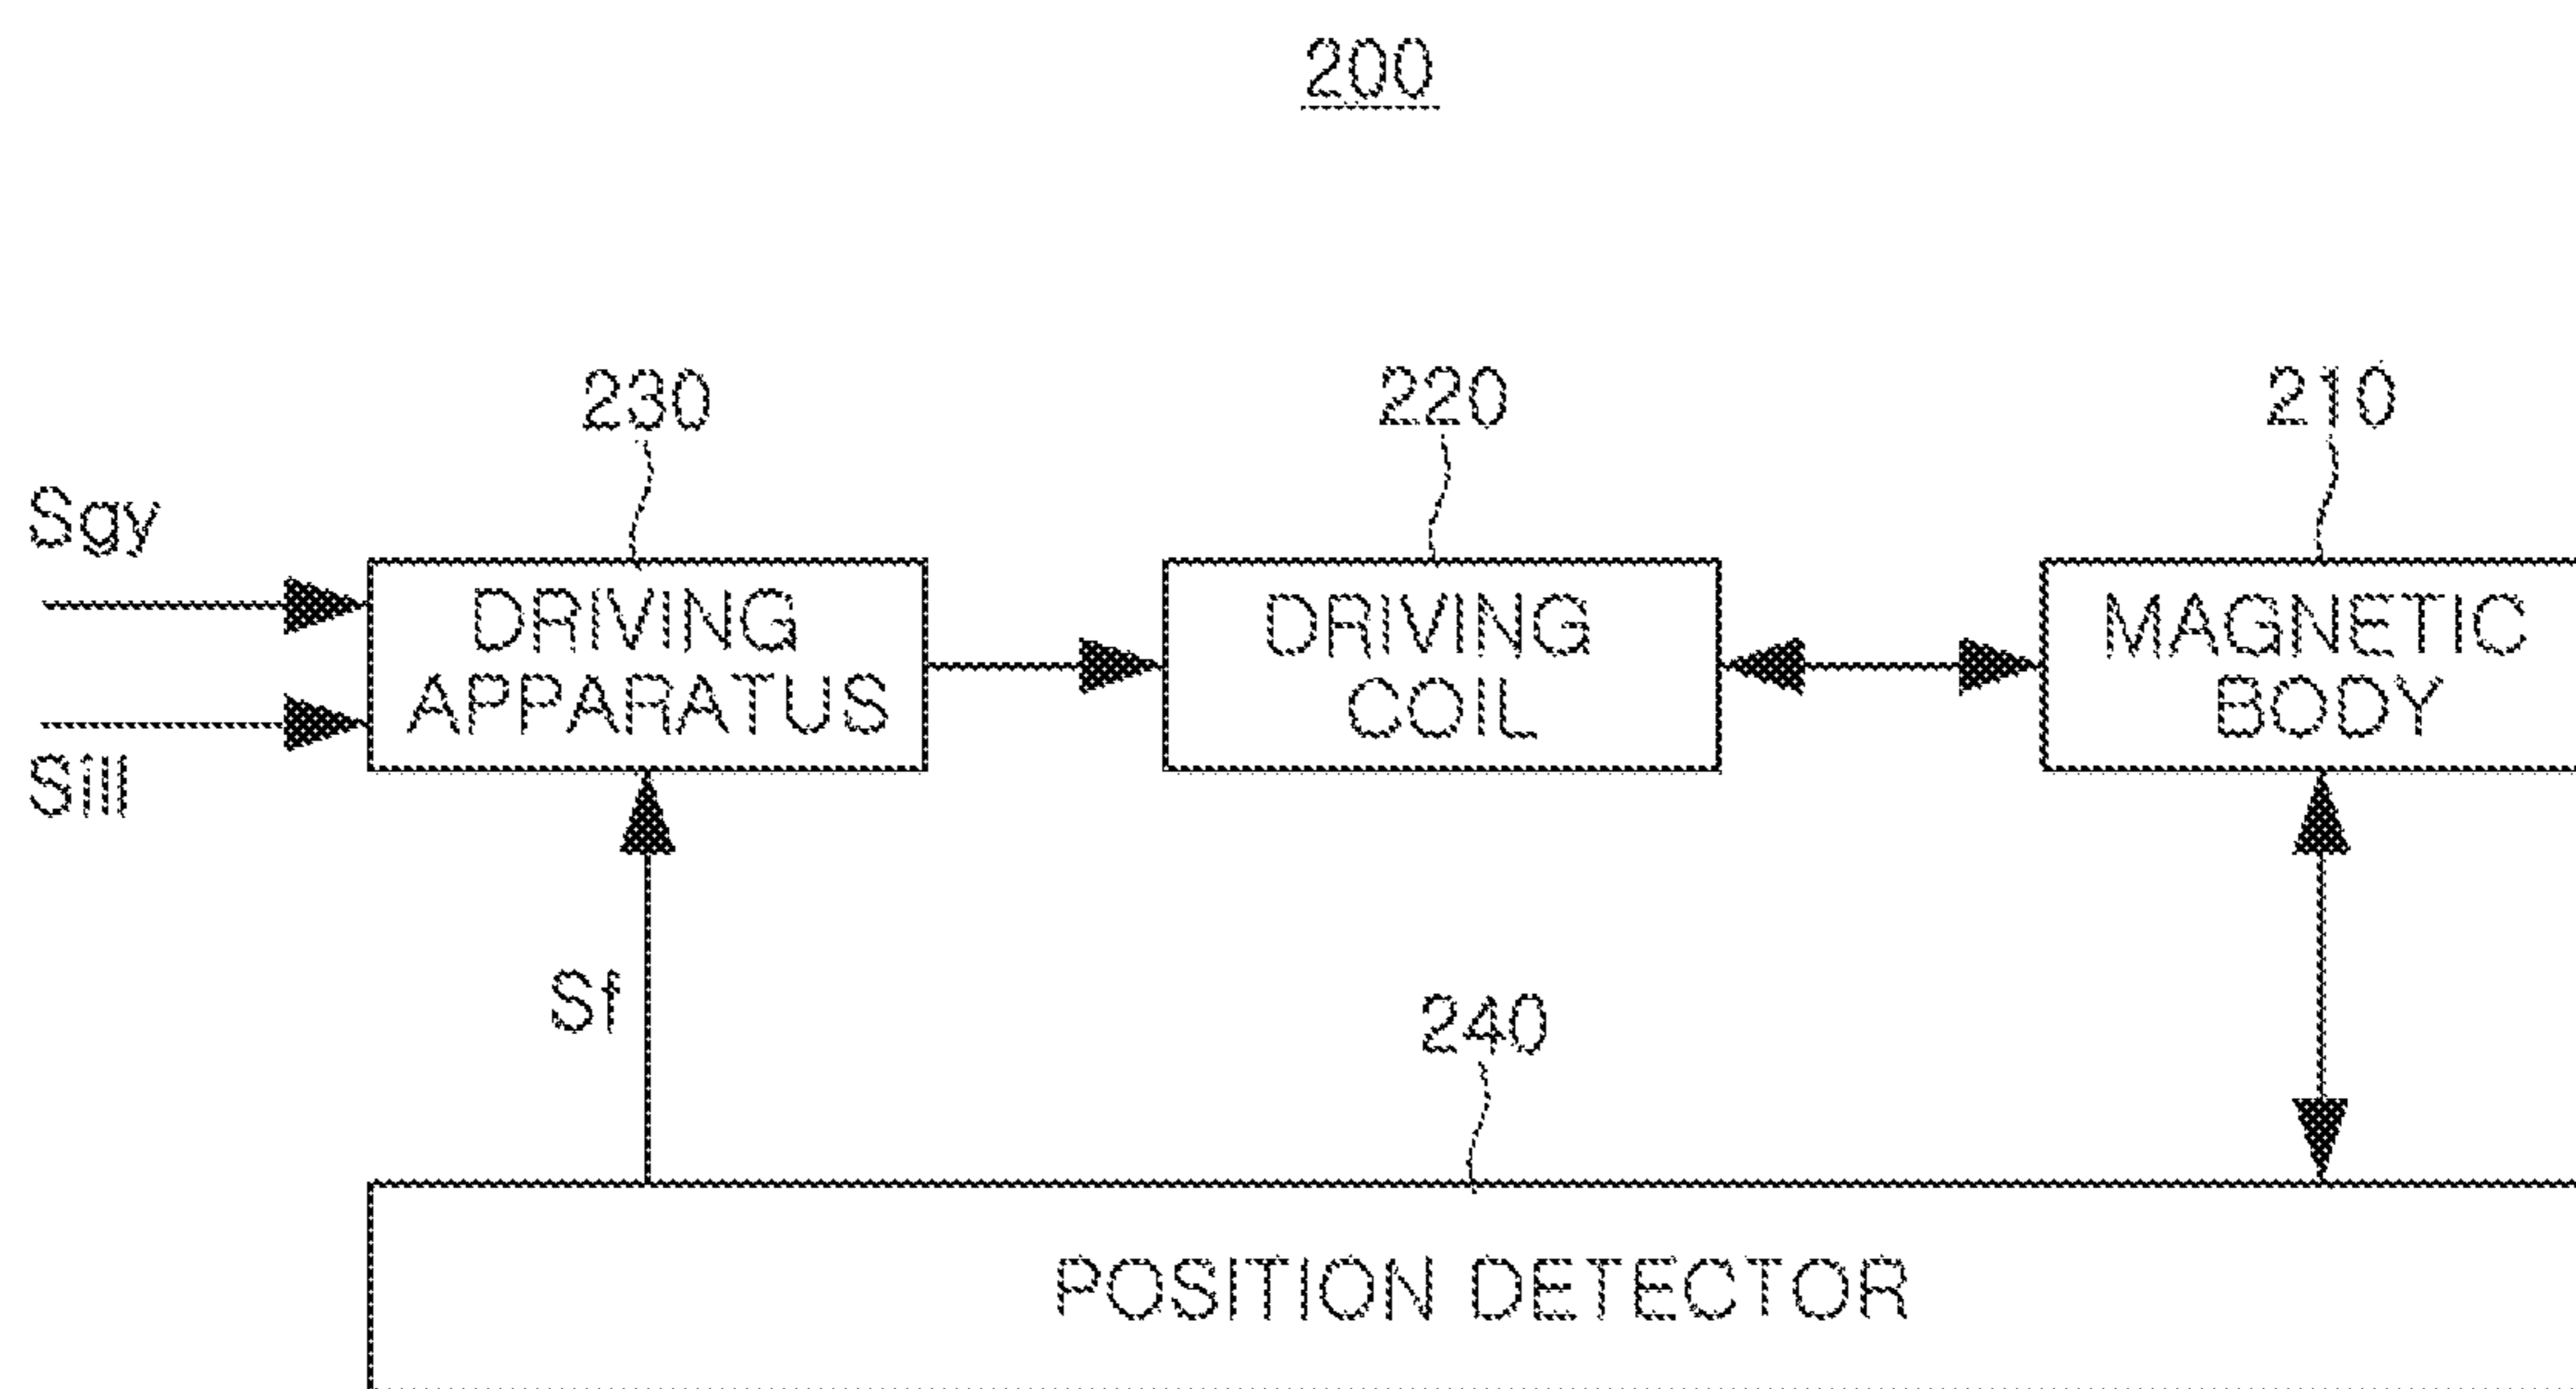 200
230
220
210
Sgy
DRIVING
APPARATUS
DRIVING
COIL
MAGNETIC
BODY
Sill
Sf
240
POSITION DETECTOR